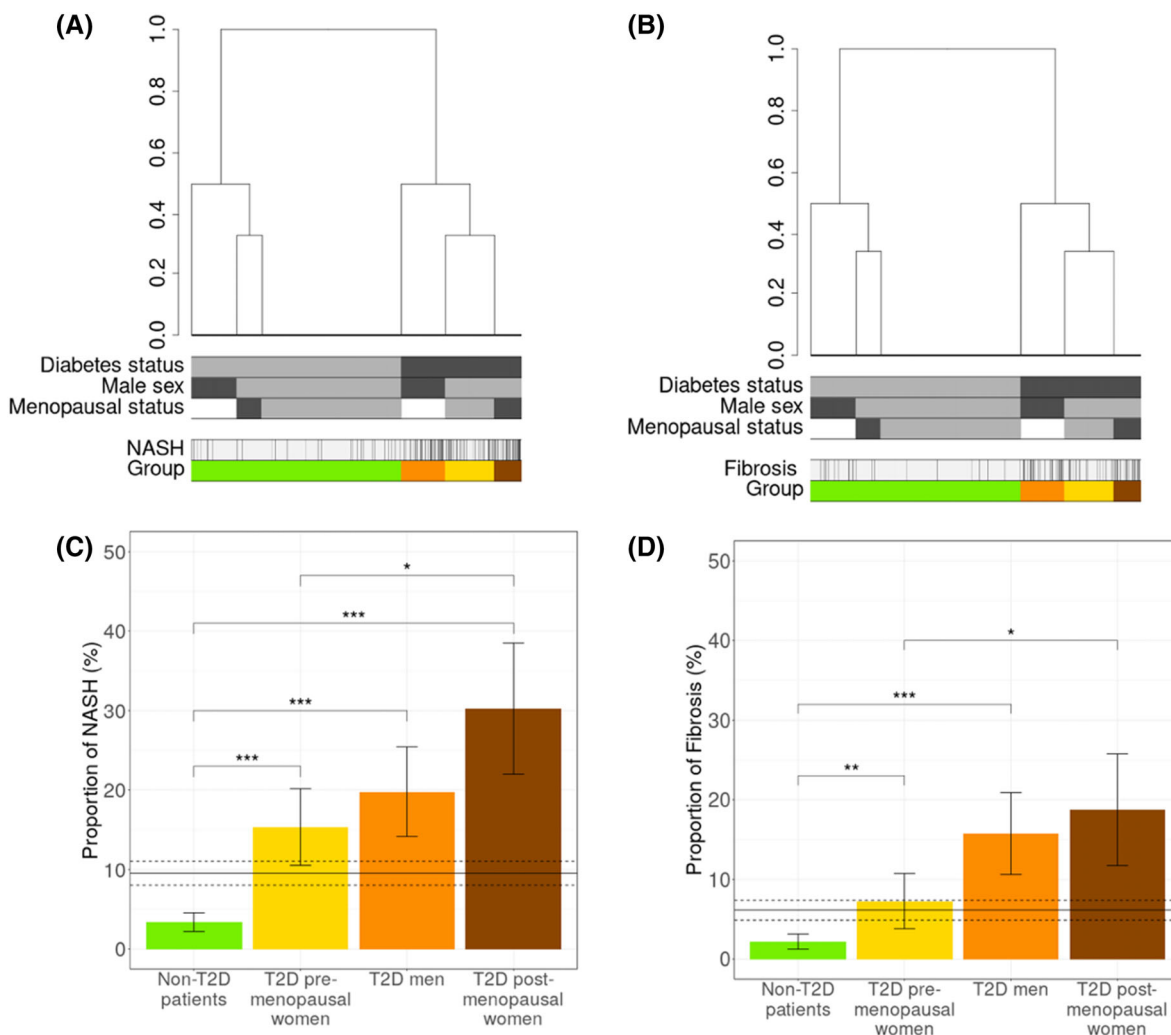 (A)
1.0
0.8
0.6
0.4
0.2
0.0
Diabetes status
Male sex
Menopausal status
NASH
Group
(B)
1.0
0.8
0.6
0.4
0.2
0.0
Diabetes status
Male sex
Menopausal status
Fibrosis
Group
(C)
Proportion of NASH (%)
50
40
30
20
10
0
*
***
***
***
Non-T2D
patients
T2D pre-
menopausal
women
T2D men
T2D post-
menopausal
women
(D)
Proportion of Fibrosis (%)
50
40
30
20
10
0
*
***
**
Non-T2D
patients
T2D pre-
menopausal
women
T2D men
T2D post-
menopausal
women